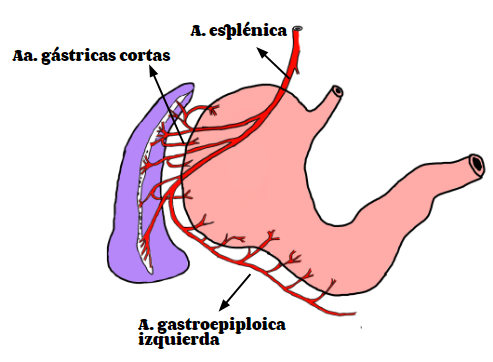 A. esplénica
Aa. gástricas cortas
A. gastroepiploica
izquierda